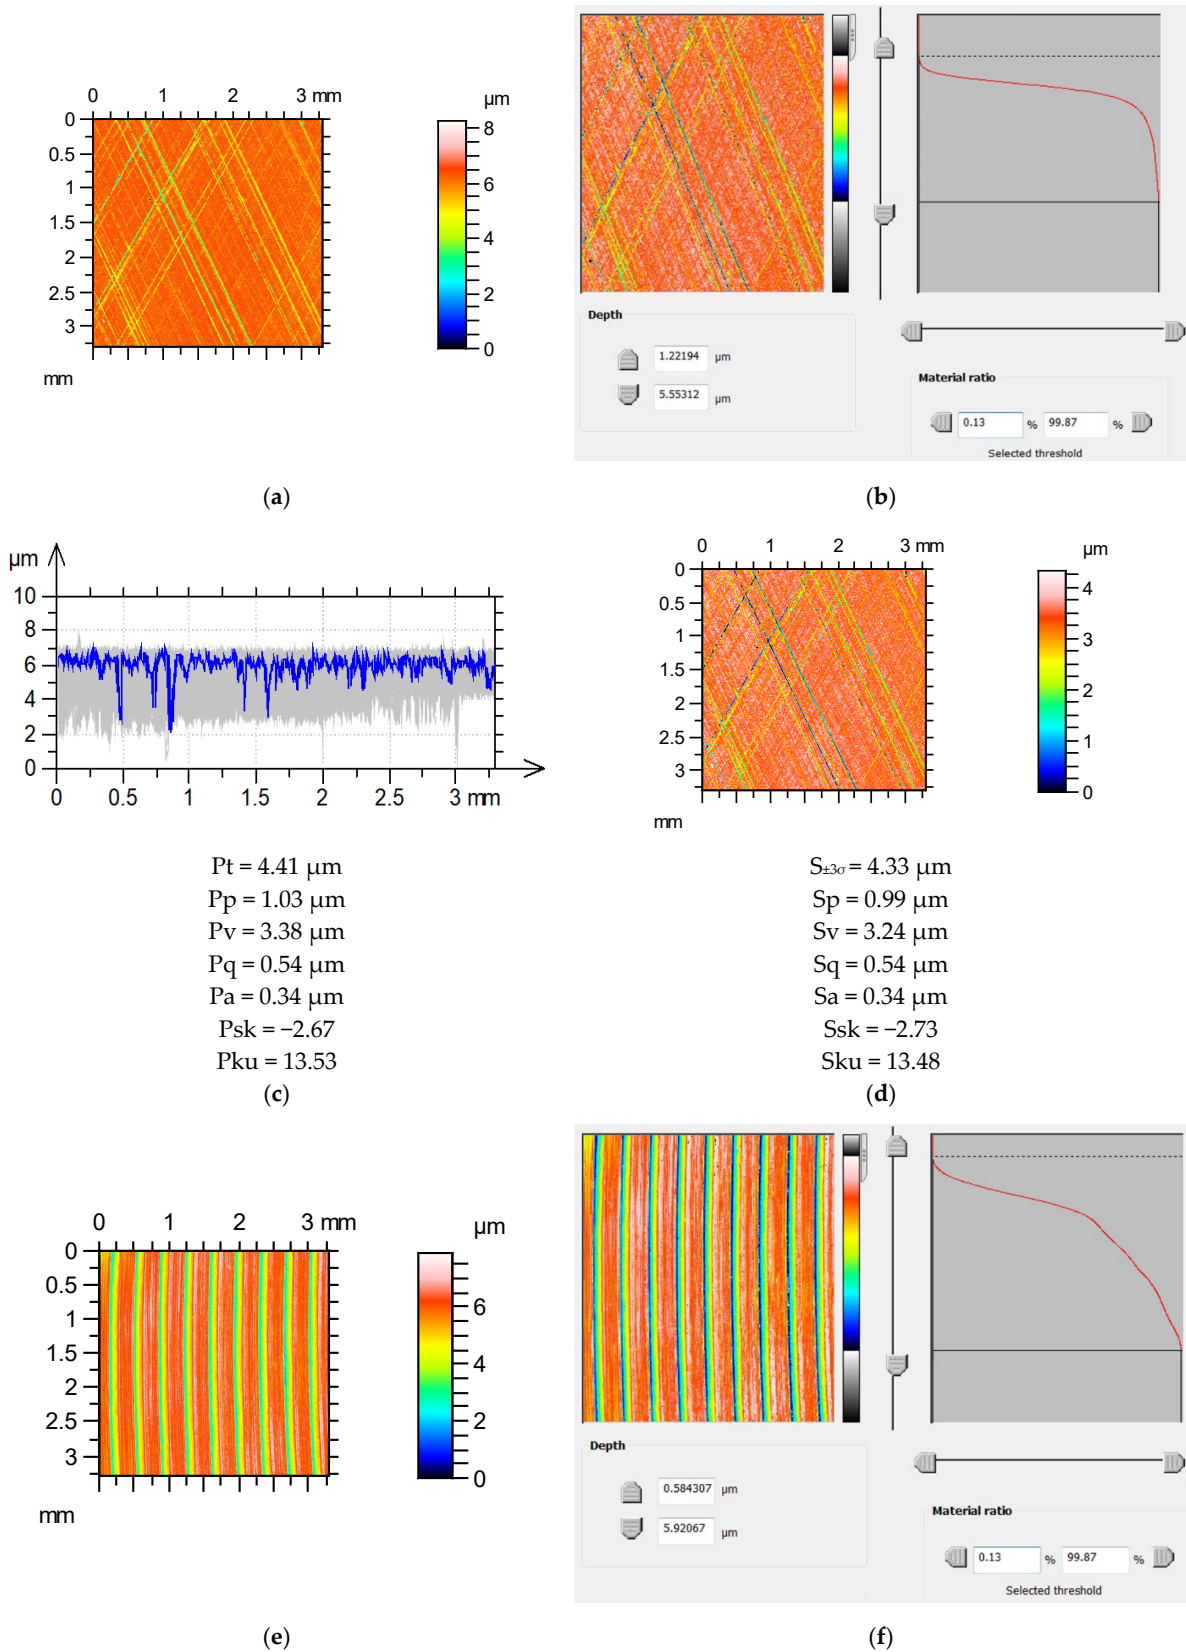 0 1 2 3 mm
µm
0
0.5
1
1.5
2
2.5
3
mm
8
6
4
2
0
Depth
1.22194 µm
5.55312 µm
Material ratio
0.13 % 99.87 %
Selected threshold
(a)
(b)
µm
10
8
6
4
2
0
0 0.5 1 1.5 2 2.5 3 mm
0 1 2 3 mm
µm
0
0.5
1
1.5
2
2.5
3
mm
4
3
2
1
0
Pt = 4.41 µm
Pp = 1.03 µm
Pv = 3.38 µm
Pq = 0.54 µm
Pa = 0.34 µm
Psk = −2.67
Pku = 13.53
(c)
S±3σ = 4.33 µm
Sp = 0.99 µm
Sv = 3.24 µm
Sq = 0.54 µm
Sa = 0.34 µm
Ssk = −2.73
Sku = 13.48
(d)
0 1 2 3 mm
µm
0
0.5
1
1.5
2
2.5
3
mm
6
4
2
0
Depth
0.584307 µm
5.92067 µm
Material ratio
0.13 % 99.87 %
Selected threshold
(e)
(f)